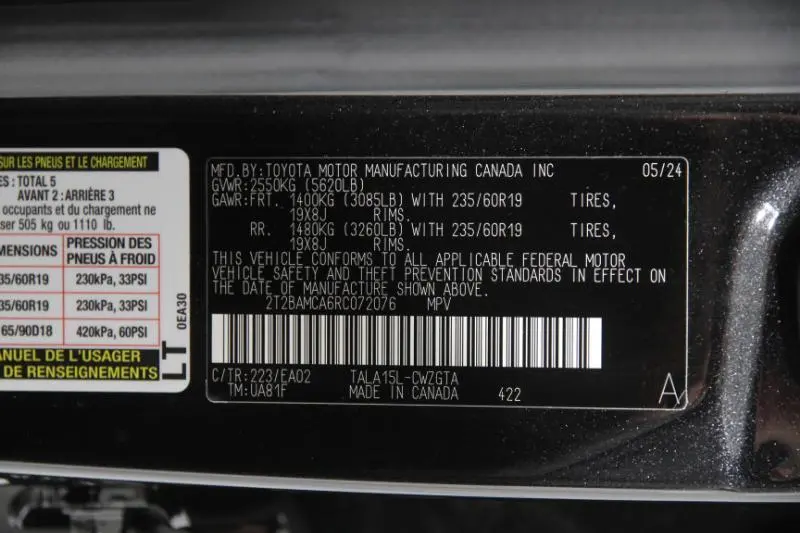 SUR LES PNEUS ET LE CHARGEMENT
ES : TOTAL 5
AVANT 2 : ARRIÈRE 3
occupants et du chargement ne
ser 505 kg ou 1110 lb.
MENSIONS PRESSION DES PNEUS À FROID
35/60R19 230kPa, 33PSI
35/60R19 230kPa, 33PSI
65/90D18 420kPa, 60PSI
ANUEL DE L'USAGER
DE RENSEIGNEMENTS
0EA30
LT
MFD.BY:TOYOTA MOTOR MANUFACTURING CANADA INC 05/24
GVWR:2550KG (5620LB)
GAWR:FRT. 1400KG (3085LB) WITH 235/60R19 TIRES,
19X8J RIMS.
RR. 1480KG (3260LB) WITH 235/60R19 TIRES,
19X8J RIMS.
THIS VEHICLE CONFORMS TO ALL APPLICABLE FEDERAL MOTOR
VEHICLE SAFETY AND THEFT PREVENTION STANDARDS IN EFFECT ON
THE DATE OF MANUFACTURE SHOWN ABOVE.
2T2BAMCA6RC072076 MPV
C/TR:223/EA02 TALA15L-CWZGTA
TM:UA81F MADE IN CANADA 422 A